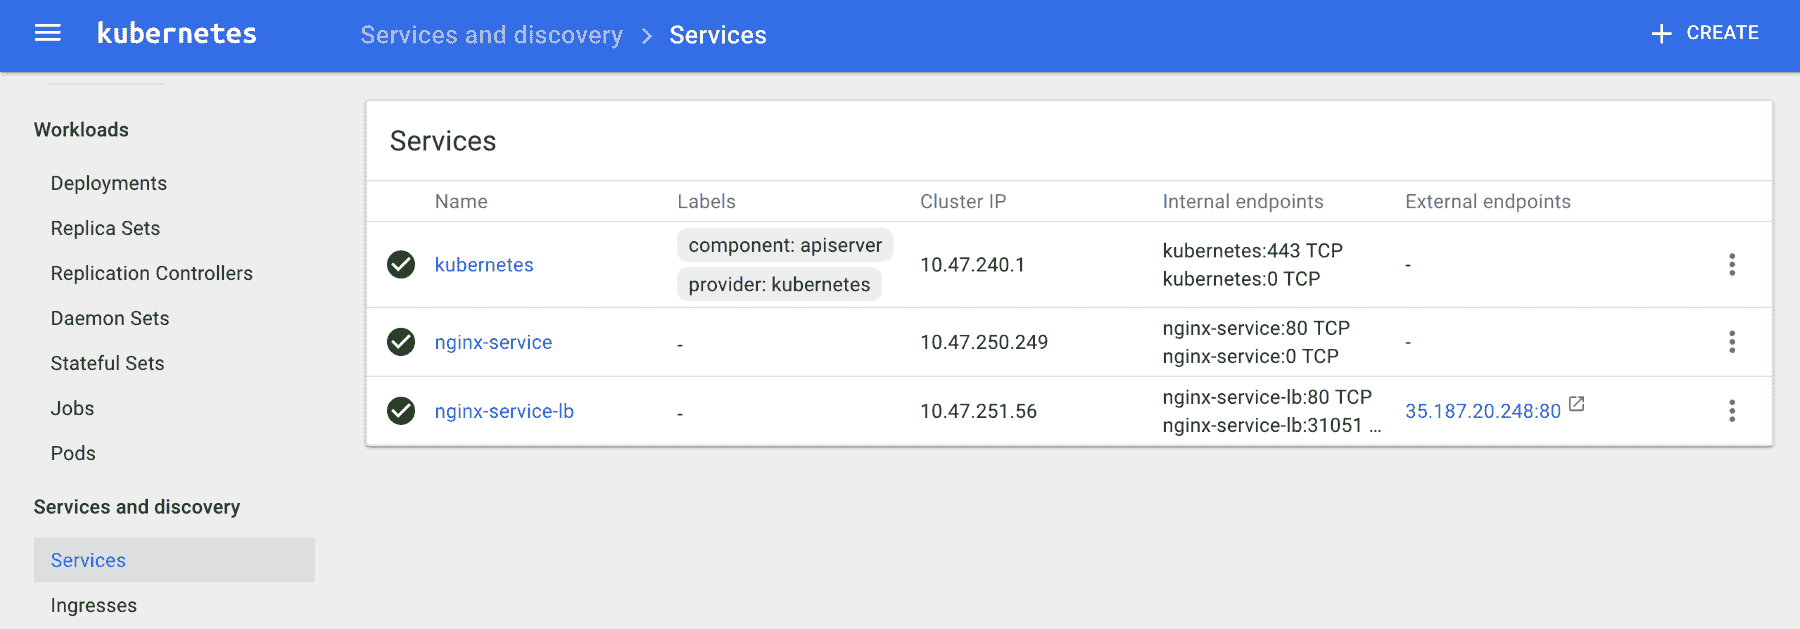 kubernetes
Services and discovery > Services
+ CREATE
Workloads
Deployments
Replica Sets
Replication Controllers
Daemon Sets
Stateful Sets
Jobs
Pods
Services and discovery
Services
Ingresses
Services
Name Labels Cluster IP Internal endpoints External endpoints
kubernetes
component: apiserver
provider: kubernetes
10.47.240.1
kubernetes:443 TCP
kubernetes:0 TCP
-
nginx-service
-
10.47.250.249
nginx-service:80 TCP
nginx-service:0 TCP
-
nginx-service-lb
-
10.47.251.56
nginx-service-lb:80 TCP
nginx-service-lb:31051 ...
35.187.20.248:80